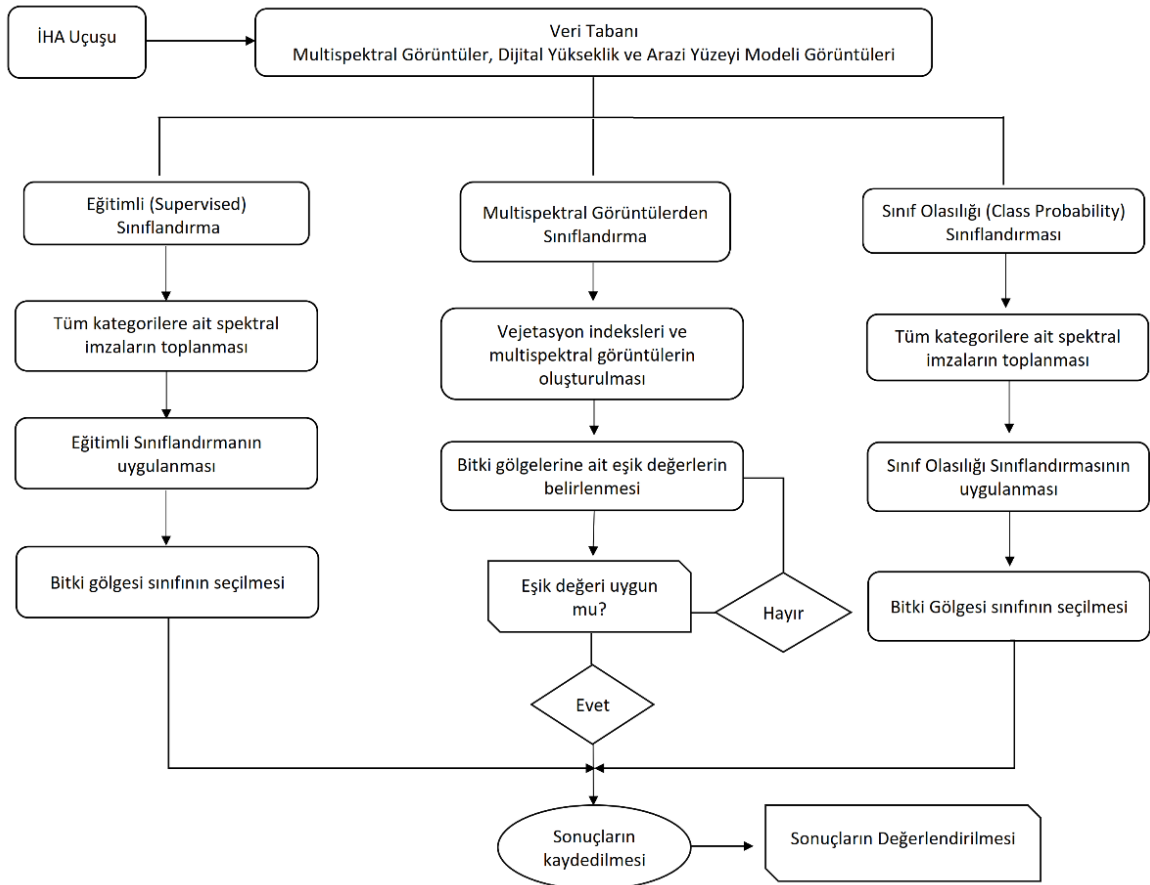 İHA Uçuşu
Veri Tabanı
Multispektral Görüntüler, Dijital Yükseklik ve Arazi Yüzeyi Modeli Görüntüleri
Eğitimli (Supervised)
Sınıflandırma
Tüm kategorilere ait spektral
imzaların toplanması
Eğitimli Sınıflandırmanın
uygulanması
Bitki gölgesi sınıfının seçilmesi
Multispektral Görüntülerden
Sınıflandırma
Vejetasyon indeksleri ve
multispektral görüntülerin
oluşturulması
Bitki gölgelerine ait eşik değerlerin
belirlenmesi
Eşik değeri uygun
mu?
Hayır
Evet
Sınıf Olasılığı (Class Probability)
Sınıflandırması
Tüm kategorilere ait spektral
imzaların toplanması
Sınıf Olasılığı Sınıflandırmasının
uygulanması
Bitki Gölgesi sınıfının seçilmesi
Sonuçların
kaydedilmesi
Sonuçların Değerlendirilmesi